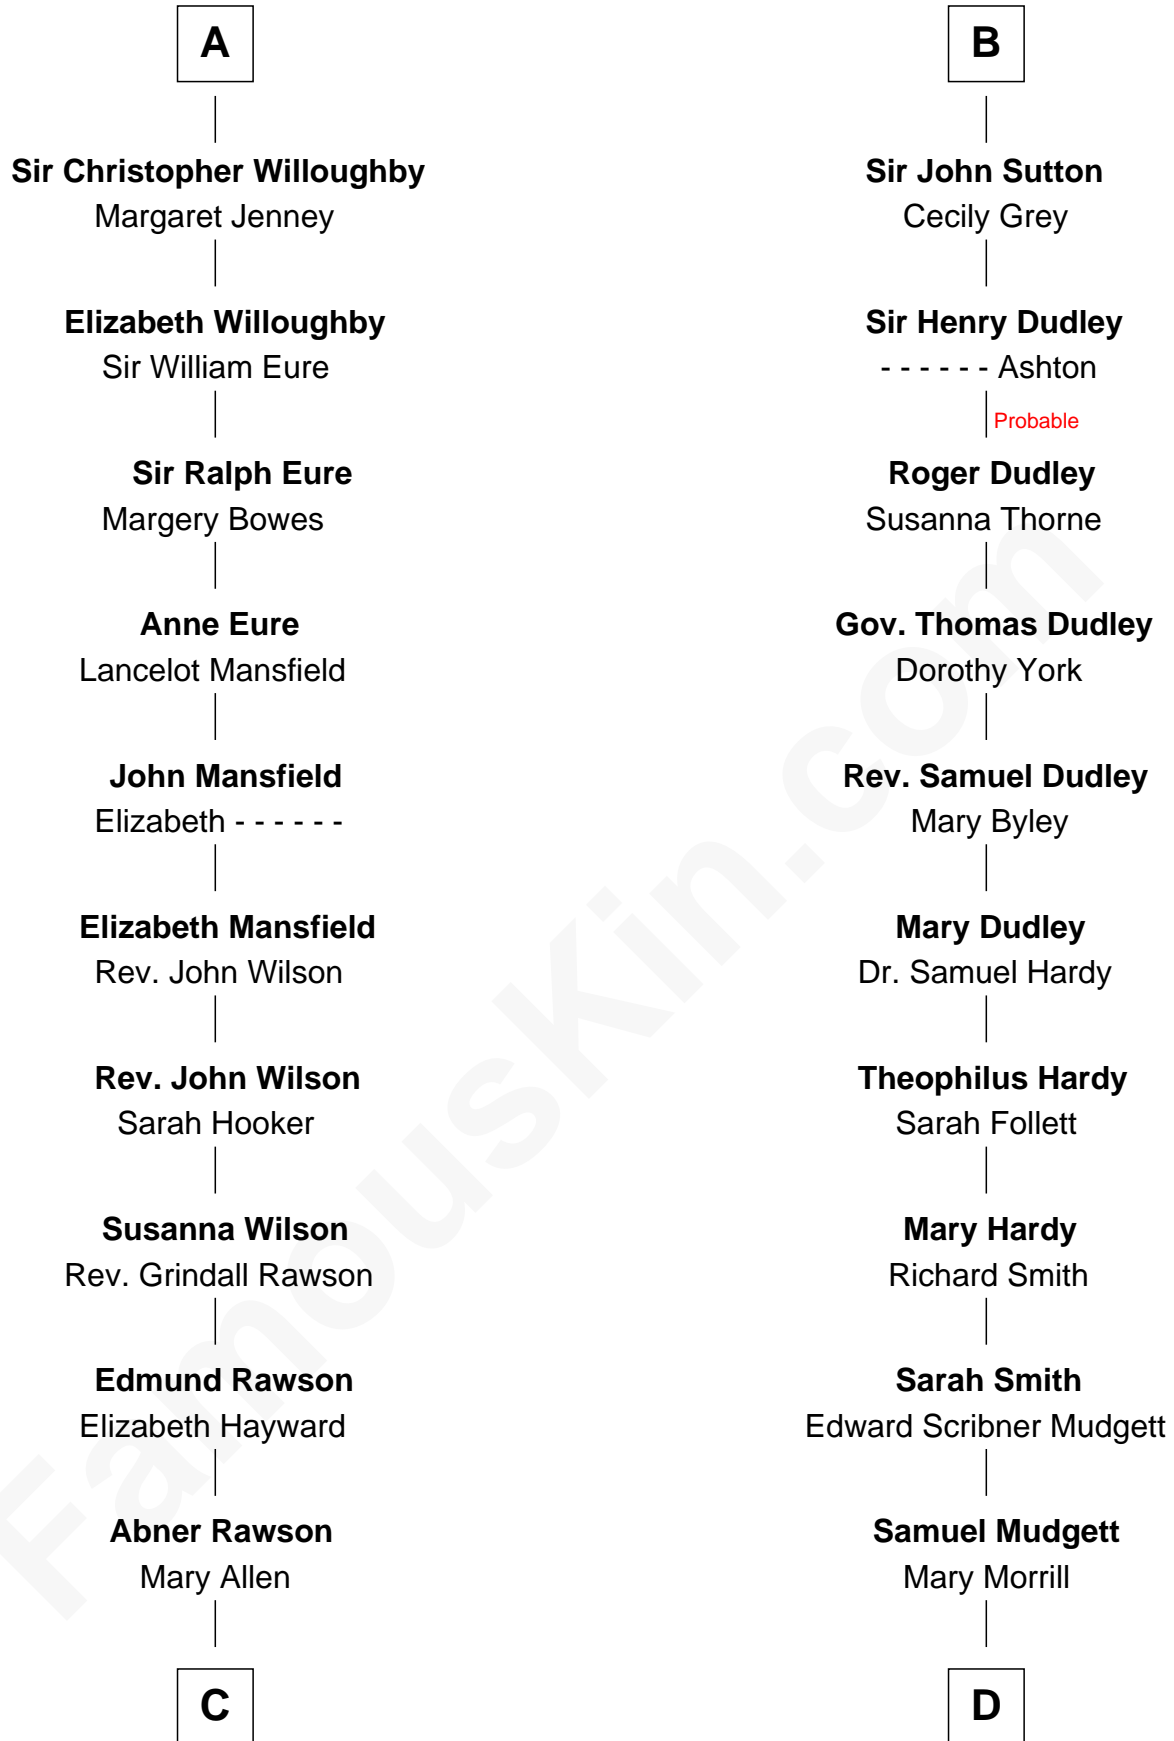 A
Sir Christopher Willoughby
Margaret Jenney
Elizabeth Willoughby
Sir William Eure
Sir Ralph Eure
Margery Bowes
Anne Eure
Lancelot Mansfield
John Mansfield
Elizabeth - - - - - -
Elizabeth Mansfield
Rev. John Wilson
Rev. John Wilson
Sarah Hooker
Susanna Wilson
Rev. Grindall Rawson
Edmund Rawson
Elizabeth Hayward
Abner Rawson
Mary Allen
C
B
Sir John Sutton
Cecily Grey
Sir Henry Dudley
- - - - - - Ashton
Probable
Roger Dudley
Susanna Thorne
Gov. Thomas Dudley
Dorothy York
Rev. Samuel Dudley
Mary Byley
Mary Dudley
Dr. Samuel Hardy
Theophilus Hardy
Sarah Follett
Mary Hardy
Richard Smith
Sarah Smith
Edward Scribner Mudgett
Samuel Mudgett
Mary Morrill
D
FamousKin.com